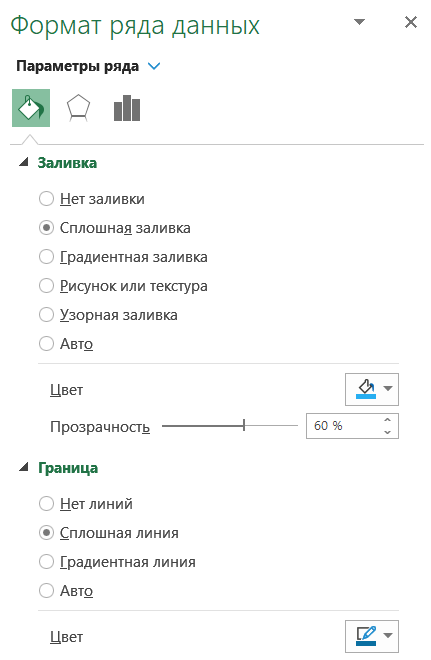 Формат ряда данных
Параметры ряда
Заливка
Нет заливки
Сплошная заливка
Градиентная заливка
Рисунок или текстура
Узорная заливка
Авто
Цвет
Прозрачность 60 %
Граница
Нет линий
Сплошная линия
Градиентная линия
Авто
Цвет